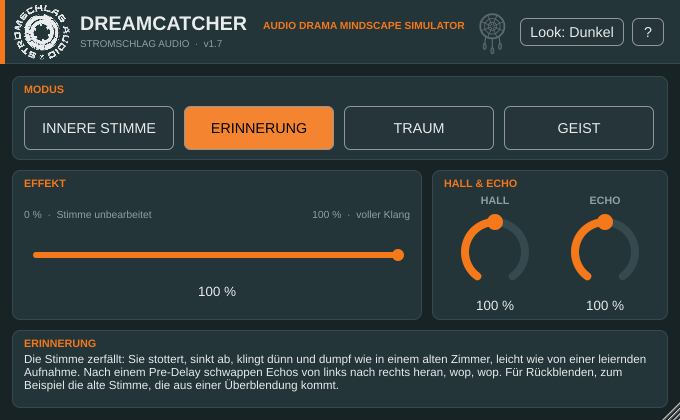 STROMSCHLAG AUDIO
DREAMCATCHER
AUDIO DRAMA MINDSCAPE SIMULATOR
STROMSCHLAG AUDIO · v1.7
Look: Dunkel
?
MODUS
INNERE STIMME
ERINNERUNG
TRAUM
GEIST
EFFEKT
0 % · Stimme unbearbeitet
100 % · voller Klang
100 %
HALL & ECHO
HALL
ECHO
100 %
100 %
ERINNERUNG
Die Stimme zerfällt: Sie stottert, sinkt ab, klingt dünn und dumpf wie in einem alten Zimmer, leicht wie von einer leiernden
Aufnahme. Nach einem Pre-Delay schwappen Echos von links nach rechts heran, wop, wop. Für Rückblenden, zum
Beispiel die alte Stimme, die aus einer Überblendung kommt.